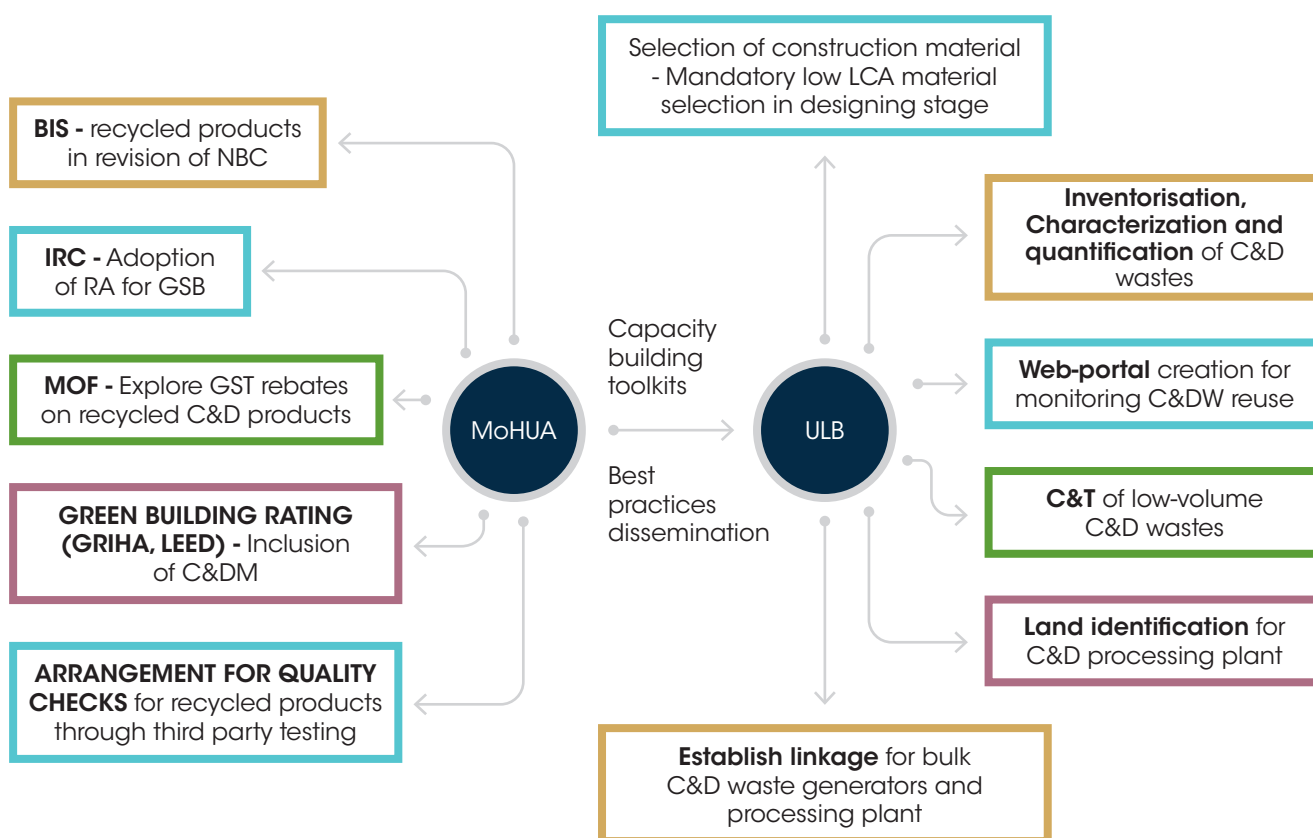 Selection of construction material
- Mandatory low LCA material
selection in designing stage
BIS - recycled products
in revision of NBC
IRC - Adoption
of RA for GSB
MOF - Explore GST rebates
on recycled C&D products
GREEN BUILDING RATING
(GRIHA, LEED) - Inclusion
of C&DM
ARRANGEMENT FOR QUALITY
CHECKS for recycled products
through third party testing
MoHUA
Capacity
building
toolkits
Best
practices
dissemination
ULB
Inventorisation,
Characterization and
quantification of C&D
wastes
Web-portal creation for
monitoring C&DW reuse
C&T of low-volume
C&D wastes
Land identification for
C&D processing plant
Establish linkage for bulk
C&D waste generators and
processing plant